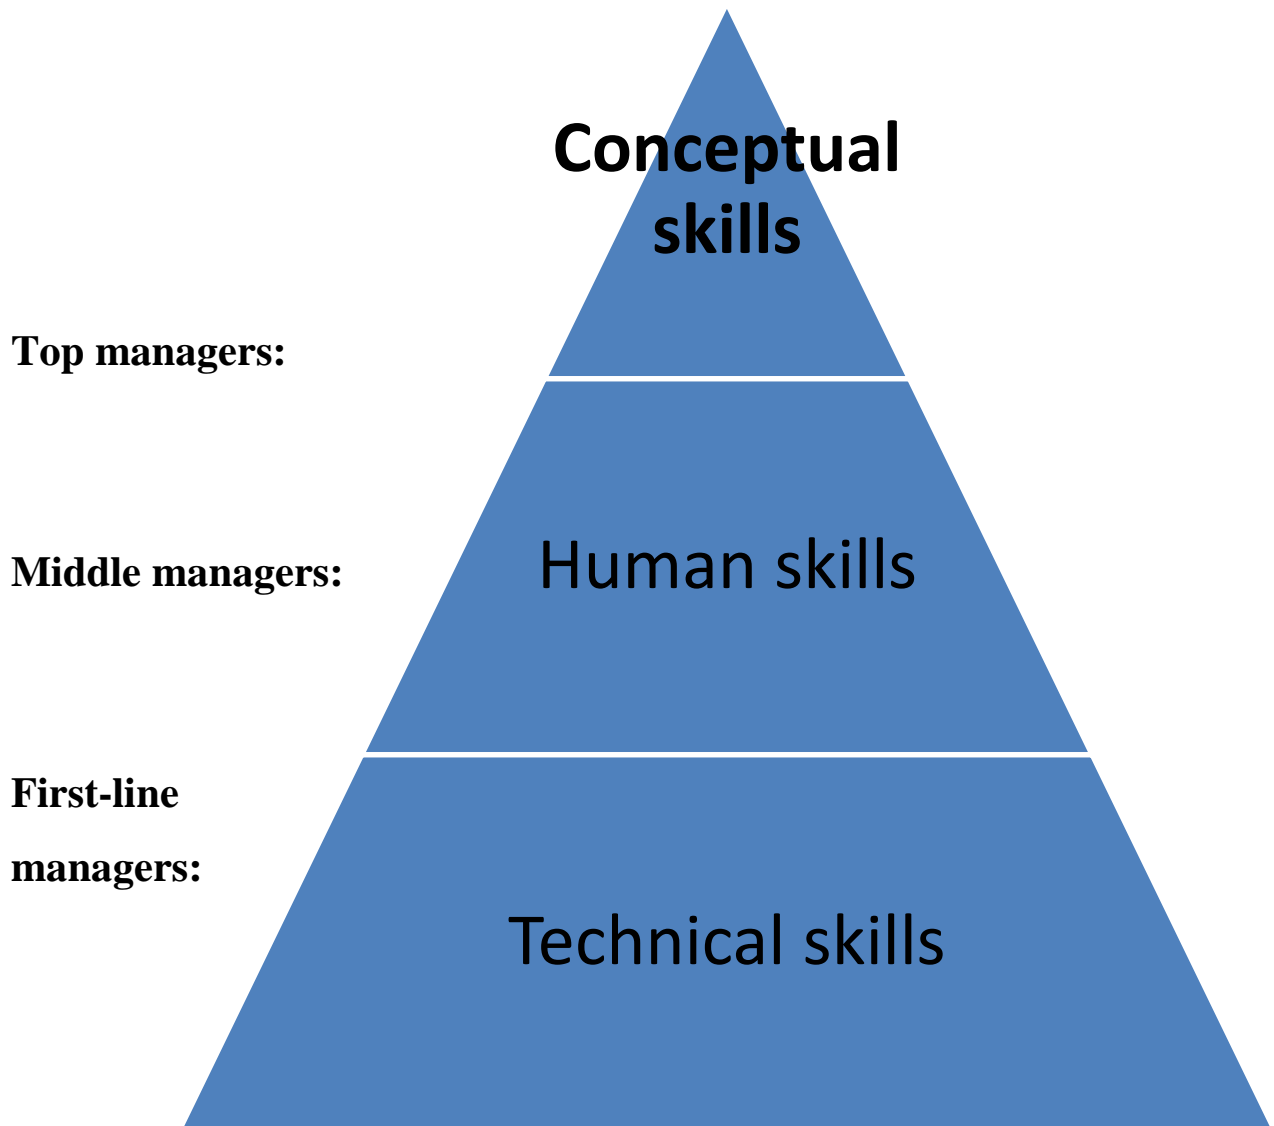 Conceptual
skills
Top managers:
Human skills
Middle managers:
First-line
managers:
Technical skills